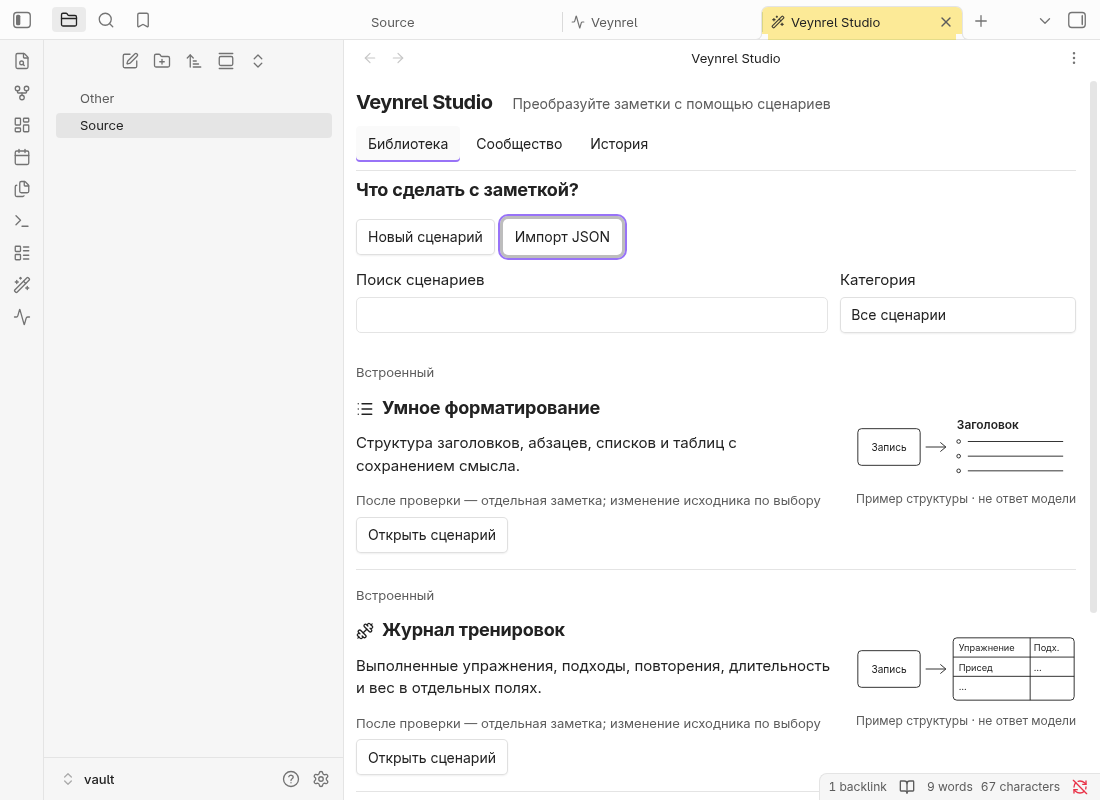 Source
Veynrel
Veynrel Studio
Veynrel Studio
Other
Source
Veynrel Studio
Преобразуйте заметки с помощью сценариев
Библиотека
Сообщество
История
Что сделать с заметкой?
Новый сценарий
Импорт JSON
Поиск сценариев
Категория
Все сценарии
Встроенный
Умное форматирование
Структура заголовков, абзацев, списков и таблиц с
сохранением смысла.
После проверки — отдельная заметка; изменение исходника по выбору
Открыть сценарий
Запись
Заголовок
Пример структуры · не ответ модели
Встроенный
Журнал тренировок
Выполненные упражнения, подходы, повторения, длительность
и вес в отдельных полях.
После проверки — отдельная заметка; изменение исходника по выбору
Открыть сценарий
Запись
Упражнение Подх.
Присед ...
...
Пример структуры · не ответ модели
vault
1 backlink 9 words 67 characters